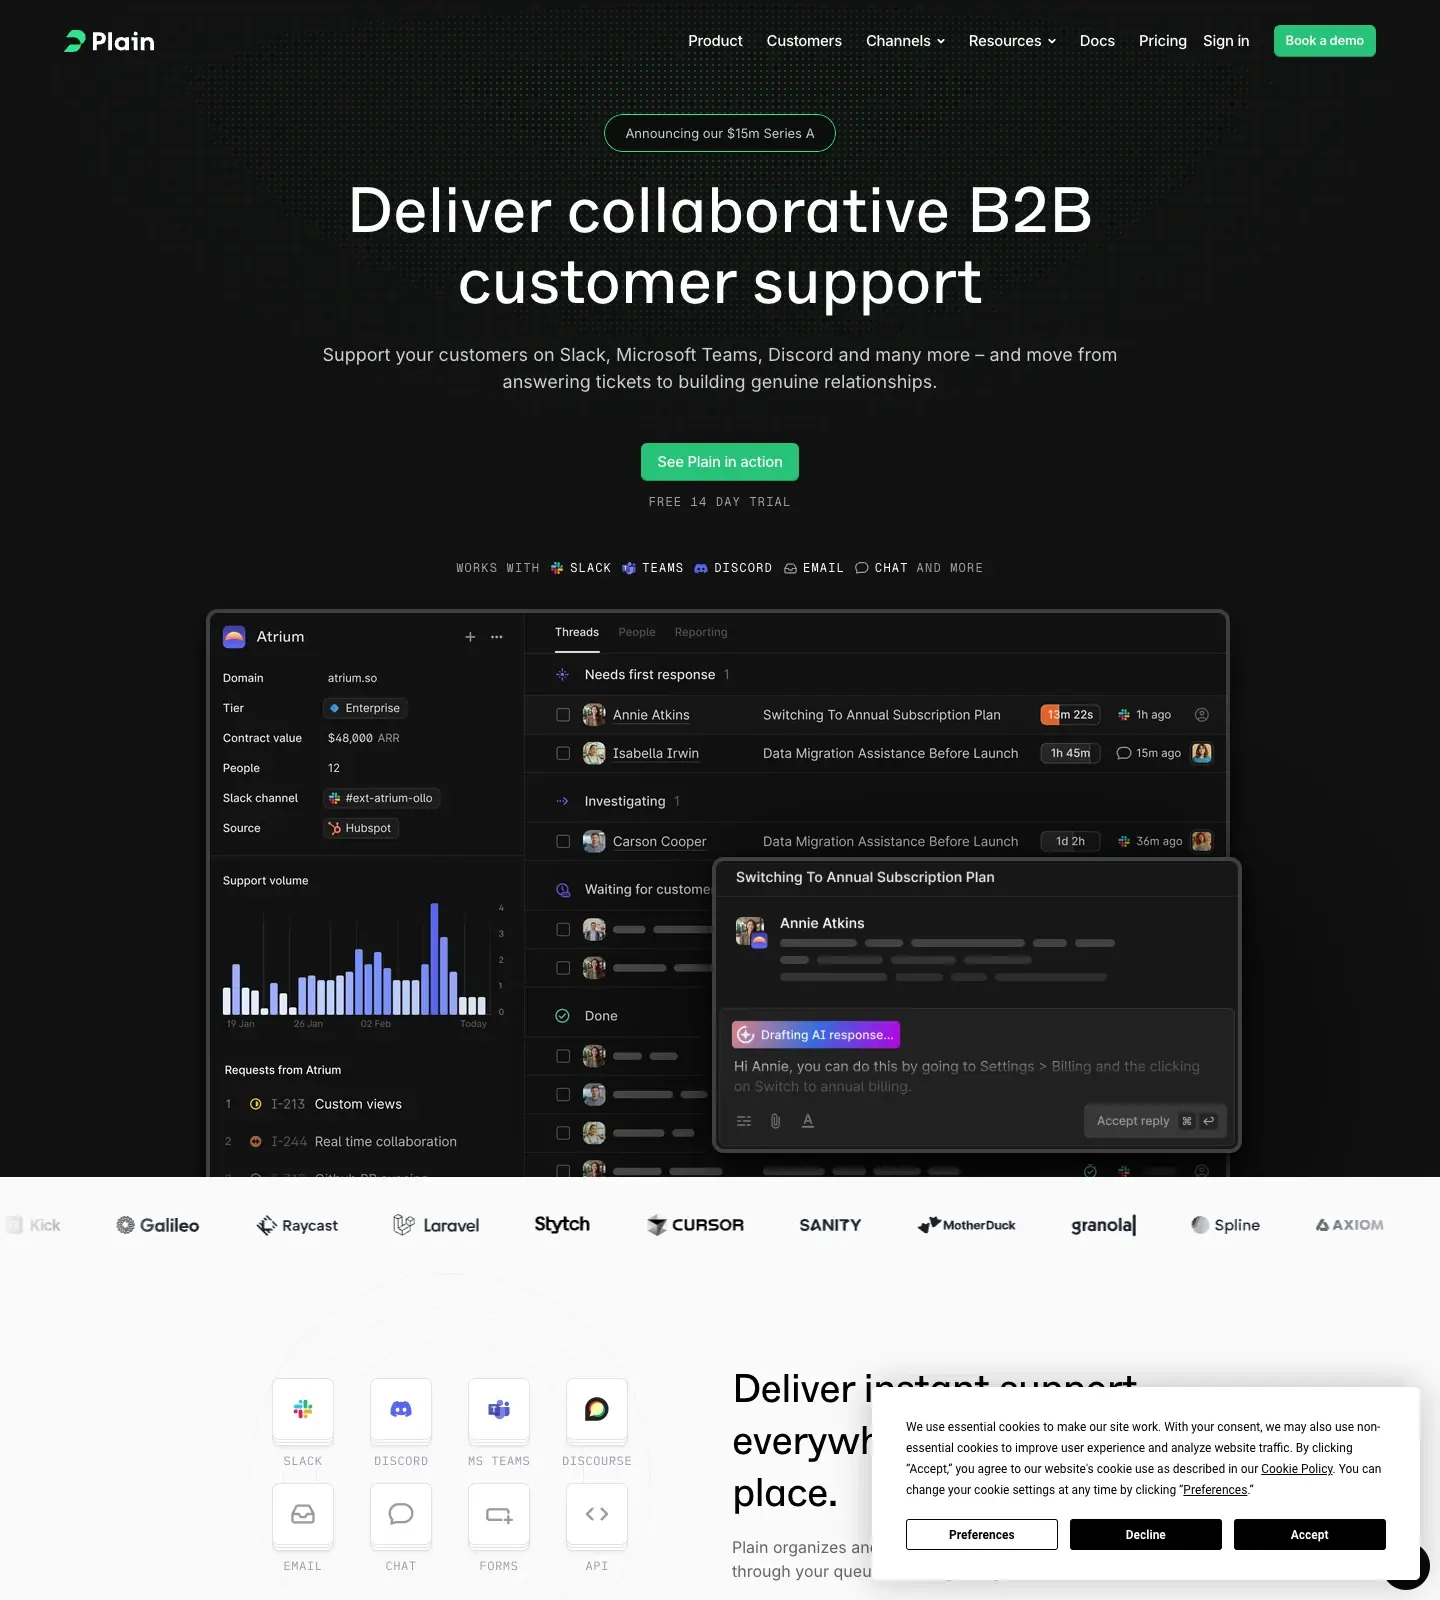 Plain
Product Customers Channels Resources Docs Pricing Sign in Book a demo
Announcing our $15m Series A
Deliver collaborative B2B
customer support
Support your customers on Slack, Microsoft Teams, Discord and many more – and move from
answering tickets to building genuine relationships.
See Plain in action
FREE 14 DAY TRIAL
WORKS WITH SLACK TEAMS DISCORD EMAIL CHAT AND MORE
Atrium
Domain atrium.so
Tier Enterprise
Contract value $48,000 ARR
People 12
Slack channel #ext-atrium-ollo
Source Hubspot
Support volume
4
3
2
1
0
19 Jan 26 Jan 02 Feb Today
Requests from Atrium
1 I-213 Custom views
2 I-244 Real time collaboration
Threads People Reporting
Needs first response 1
Annie Atkins Switching To Annual Subscription Plan 13m 22s 1h ago
Isabella Irwin Data Migration Assistance Before Launch 1h 45m 15m ago
Investigating 1
Carson Cooper Data Migration Assistance Before Launch 1d 2h 36m ago
Waiting for custome
Done
Switching To Annual Subscription Plan
Annie Atkins
Drafting AI response...
Hi Annie, you can do this by going to Settings > Billing and the clicking
on Switch to annual billing.
Accept reply ⌘ ↩
Kick Galileo Raycast Laravel Stytch CURSOR SANITY MotherDuck granola Spline AXIOM
SLACK DISCORD MS TEAMS DISCOURSE
EMAIL CHAT FORMS API
Deliver instant support
everywh
place.
Plain organizes an
through your queu
We use essential cookies to make our site work. With your consent, we may also use non-
essential cookies to improve user experience and analyze website traffic. By clicking
“Accept,” you agree to our website's cookie use as described in our Cookie Policy. You can
change your cookie settings at any time by clicking “Preferences.”
Preferences Decline Accept